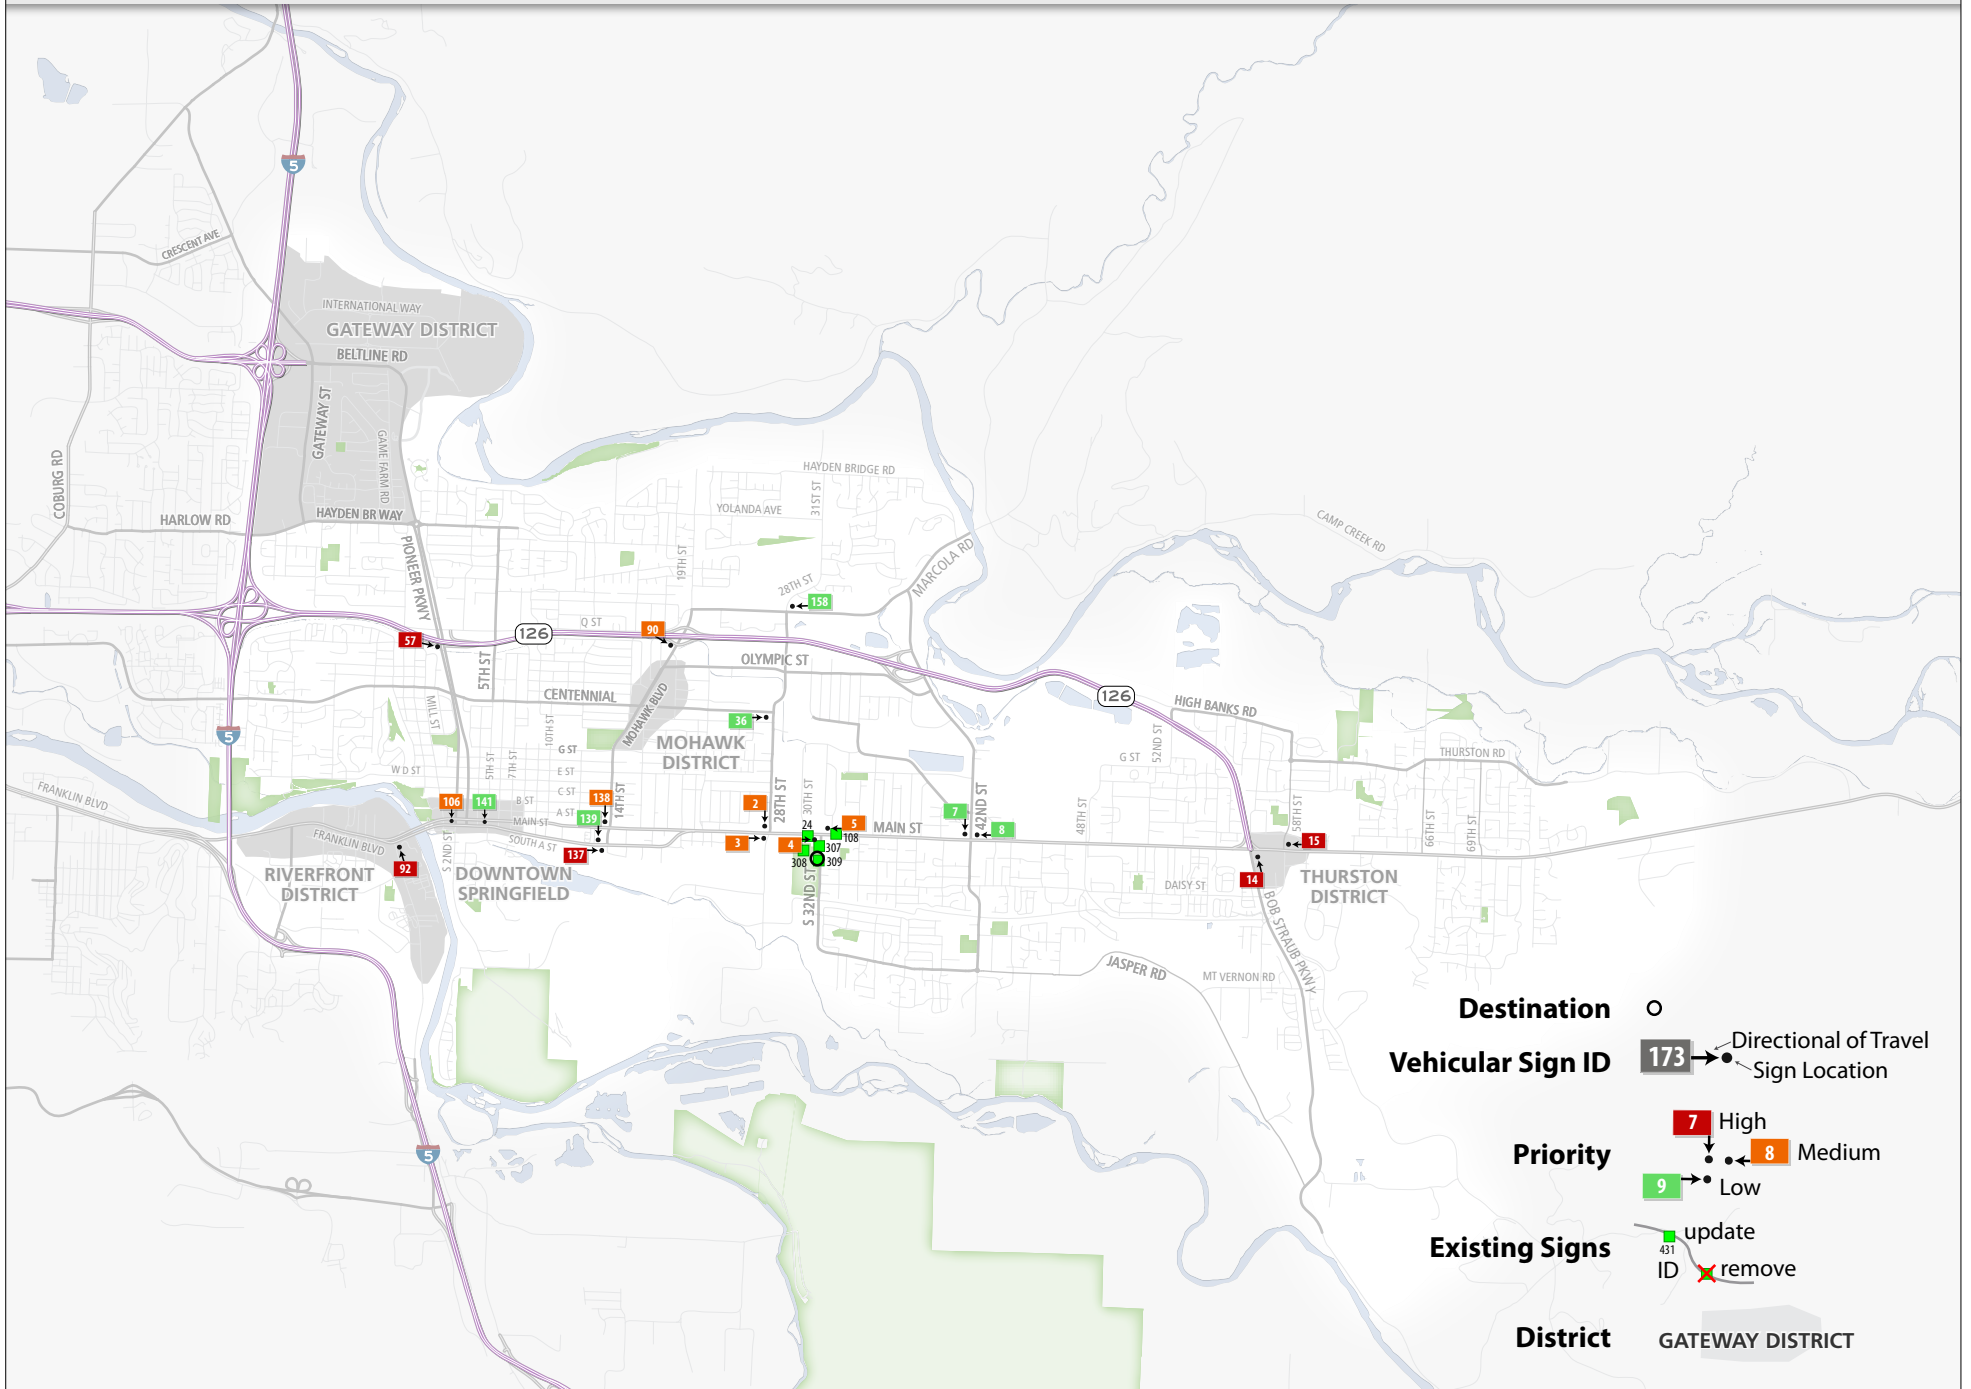 5
CRESCENT AVE
INTERNATIONAL WAY
GATEWAY DISTRICT
BELTLINE RD
GATEWAY ST
GAME FARM RD
COBURG RD
HARLOW RD
HAYDEN BR WAY
PIONEER PKWY
HAYDEN BRIDGE RD
31ST ST
YOLANDA AVE
19TH ST
28TH ST
MARCOLA RD
CAMP CREEK RD
158
57
126
Q ST
90
5TH ST
OLYMPIC ST
CENTENNIAL
MOHAWK BLVD
36
MOHAWK
DISTRICT
126
HIGH BANKS RD
52ND ST
G ST
THURSTON RD
5
MILL ST
10TH ST
G ST
5TH ST
7TH ST
E ST
W D ST
C ST
B ST
A ST
14TH ST
FRANKLIN BLVD
106
141
138
139
MAIN ST
SOUTH A ST
137
2
28TH ST
30TH ST
3
4
24
5
108
307
308
309
MAIN ST
7
42ND ST
8
48TH ST
58TH ST
66TH ST
69TH ST
15
14
FRANKLIN BLVD
92
RIVERFRONT
DISTRICT
S 2ND ST
DOWNTOWN
SPRINGFIELD
S 32ND ST
DAISY ST
THURSTON
DISTRICT
BOB STRAUB PKWY
JASPER RD
MT VERNON RD
5
Destination
Vehicular Sign ID
173
Directional of Travel
Sign Location
Priority
7
High
8
Medium
9
Low
Existing Signs
update
431
ID
remove
District
GATEWAY DISTRICT